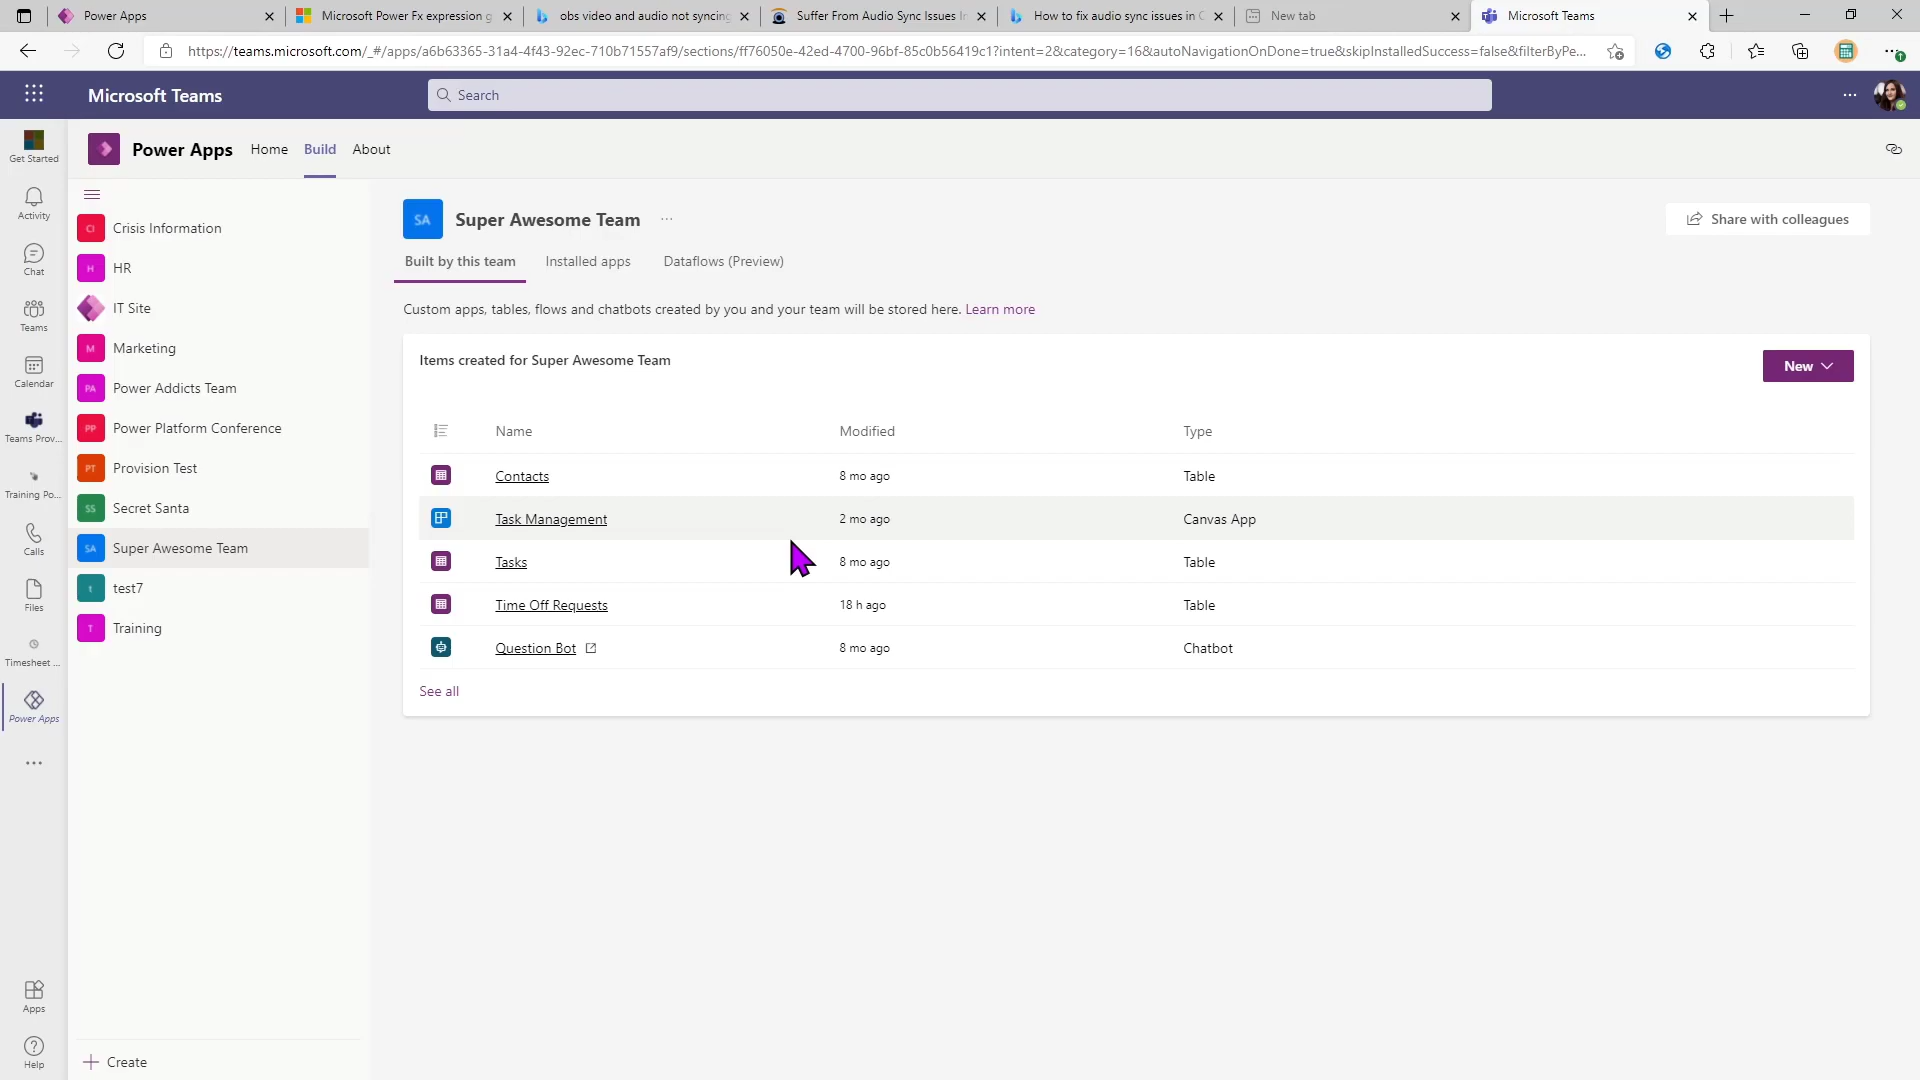 Power Apps
Microsoft Power Fx expression g
obs video and audio not syncing
Suffer From Audio Sync Issues In
How to fix audio sync issues in O
New tab
Microsoft Teams
https://teams.microsoft.com/_#/apps/a6b63365-31a4-4f43-92ec-710b71557af9/sections/ff76050e-42ed-4700-96bf-85c0b56419c1?intent=2&category=16&autoNavigationOnDone=true&skipInstalledSuccess=false&filterByPe...
Microsoft Teams
Search
Get Started
Activity
Chat
Teams
Calendar
Teams Prov...
Training Po...
Calls
Files
Timesheet ...
Power Apps
Apps
Help
Power Apps
Home
Build
About
CI Crisis Information
H HR
IT Site
M Marketing
PA Power Addicts Team
PP Power Platform Conference
PT Provision Test
SS Secret Santa
SA Super Awesome Team
t test7
T Training
Create
SA Super Awesome Team
Share with colleagues
Built by this team
Installed apps
Dataflows (Preview)
Custom apps, tables, flows and chatbots created by you and your team will be stored here. Learn more
Items created for Super Awesome Team
New
Name Modified Type
Contacts 8 mo ago Table
Task Management 2 mo ago Canvas App
Tasks 8 mo ago Table
Time Off Requests 18 h ago Table
Question Bot 8 mo ago Chatbot
See all